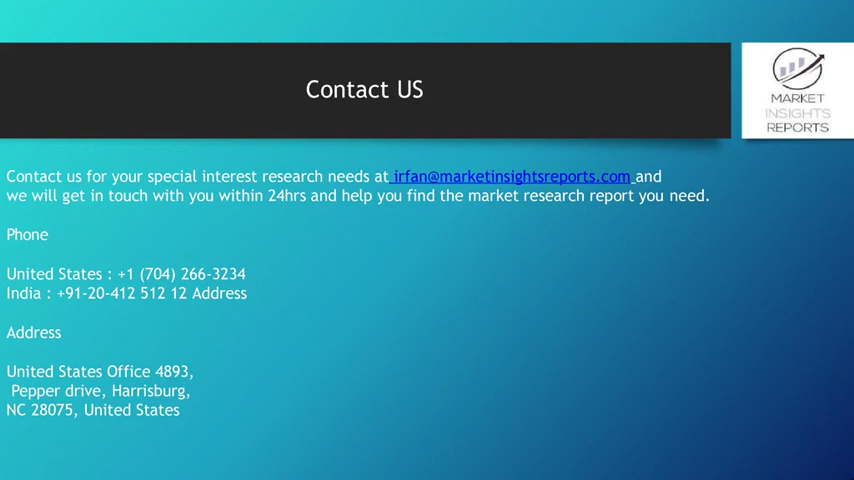 Contact US
MARKET
INSIGHTS
REPORTS
Contact us for your special interest research needs at irfan@marketinsightsreports.com and
we will get in touch with you within 24hrs and help you find the market research report you need.
Phone
United States : +1 (704) 266-3234
India : +91-20-412 512 12 Address
Address
United States Office 4893,
Pepper drive, Harrisburg,
NC 28075, United States